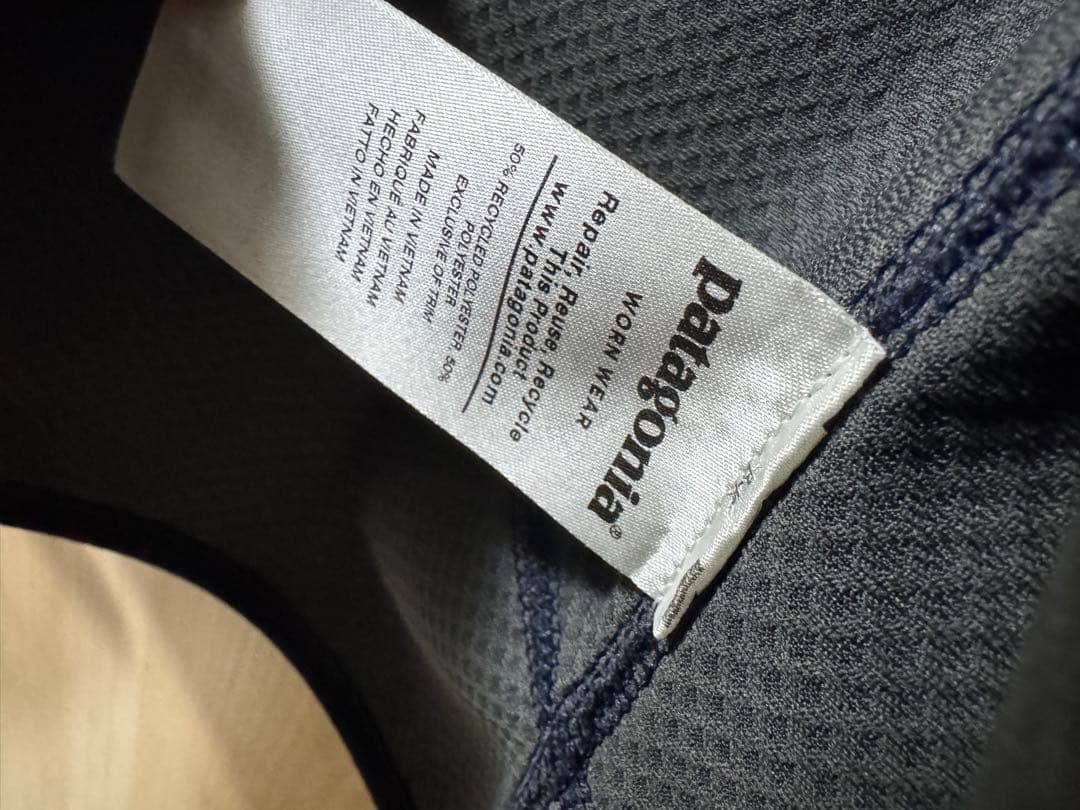 patagonia®
WORN WEAR
Repair, Reuse, Recycle
This Product
www.patagonia.com
50% RECYCLED POLYESTER 50%
POLYESTER
EXCLUSIVE OF TRIM
MADE IN VIETNAM
FABRIQUE AU VIETNAM
HECHO EN VIETNAM
FATTO IN VIETNAM